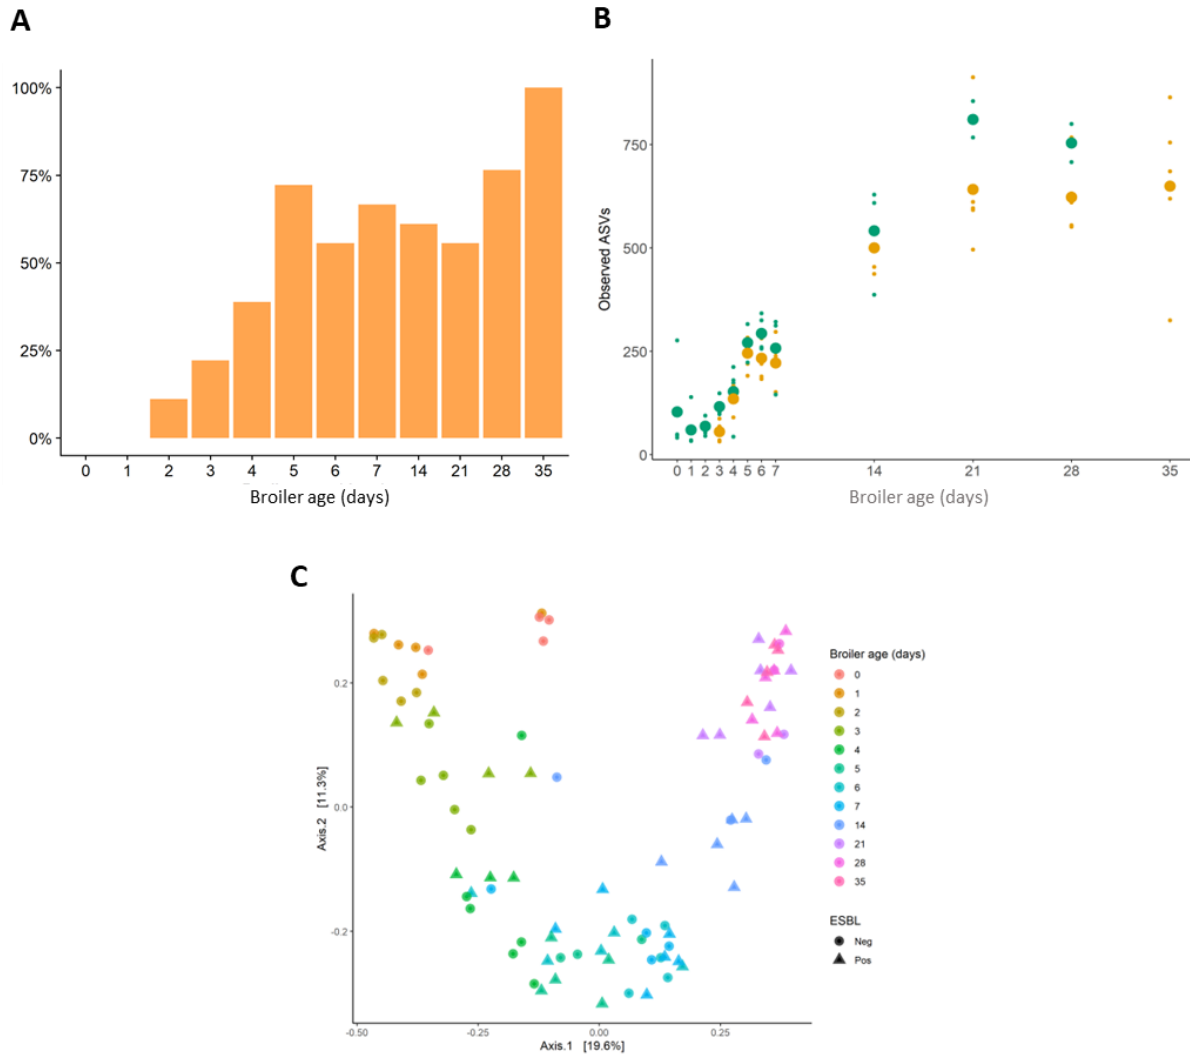 A
100%
75%
50%
25%
0%
0 1 2 3 4 5 6 7 14 21 28 35
Broiler age (days)
B
Observed ASVs
750
500
250
0
0 1 2 3 4 5 6 7 14 21 28 35
Broiler age (days)
C
Axis.2 [11.3%]
0.2
0.0
-0.2
-0.50 -0.25 0.00 0.25
Axis.1 [19.6%]
Broiler age (days)
0
1
2
3
4
5
6
7
14
21
28
35
ESBL
Neg
Pos